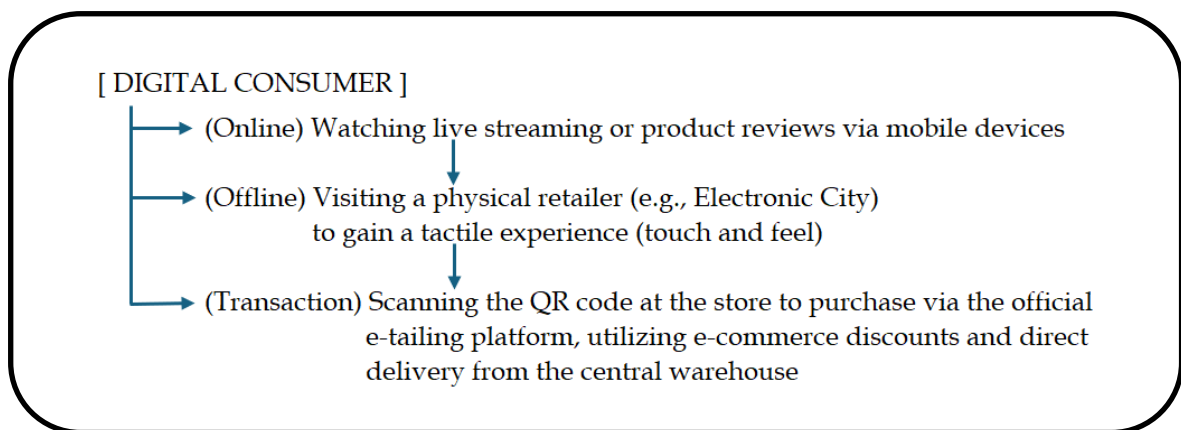 [ DIGITAL CONSUMER ]
(Online) Watching live streaming or product reviews via mobile devices
(Offline) Visiting a physical retailer (e.g., Electronic City)
to gain a tactile experience (touch and feel)
(Transaction) Scanning the QR code at the store to purchase via the official
e-tailing platform, utilizing e-commerce discounts and direct
delivery from the central warehouse